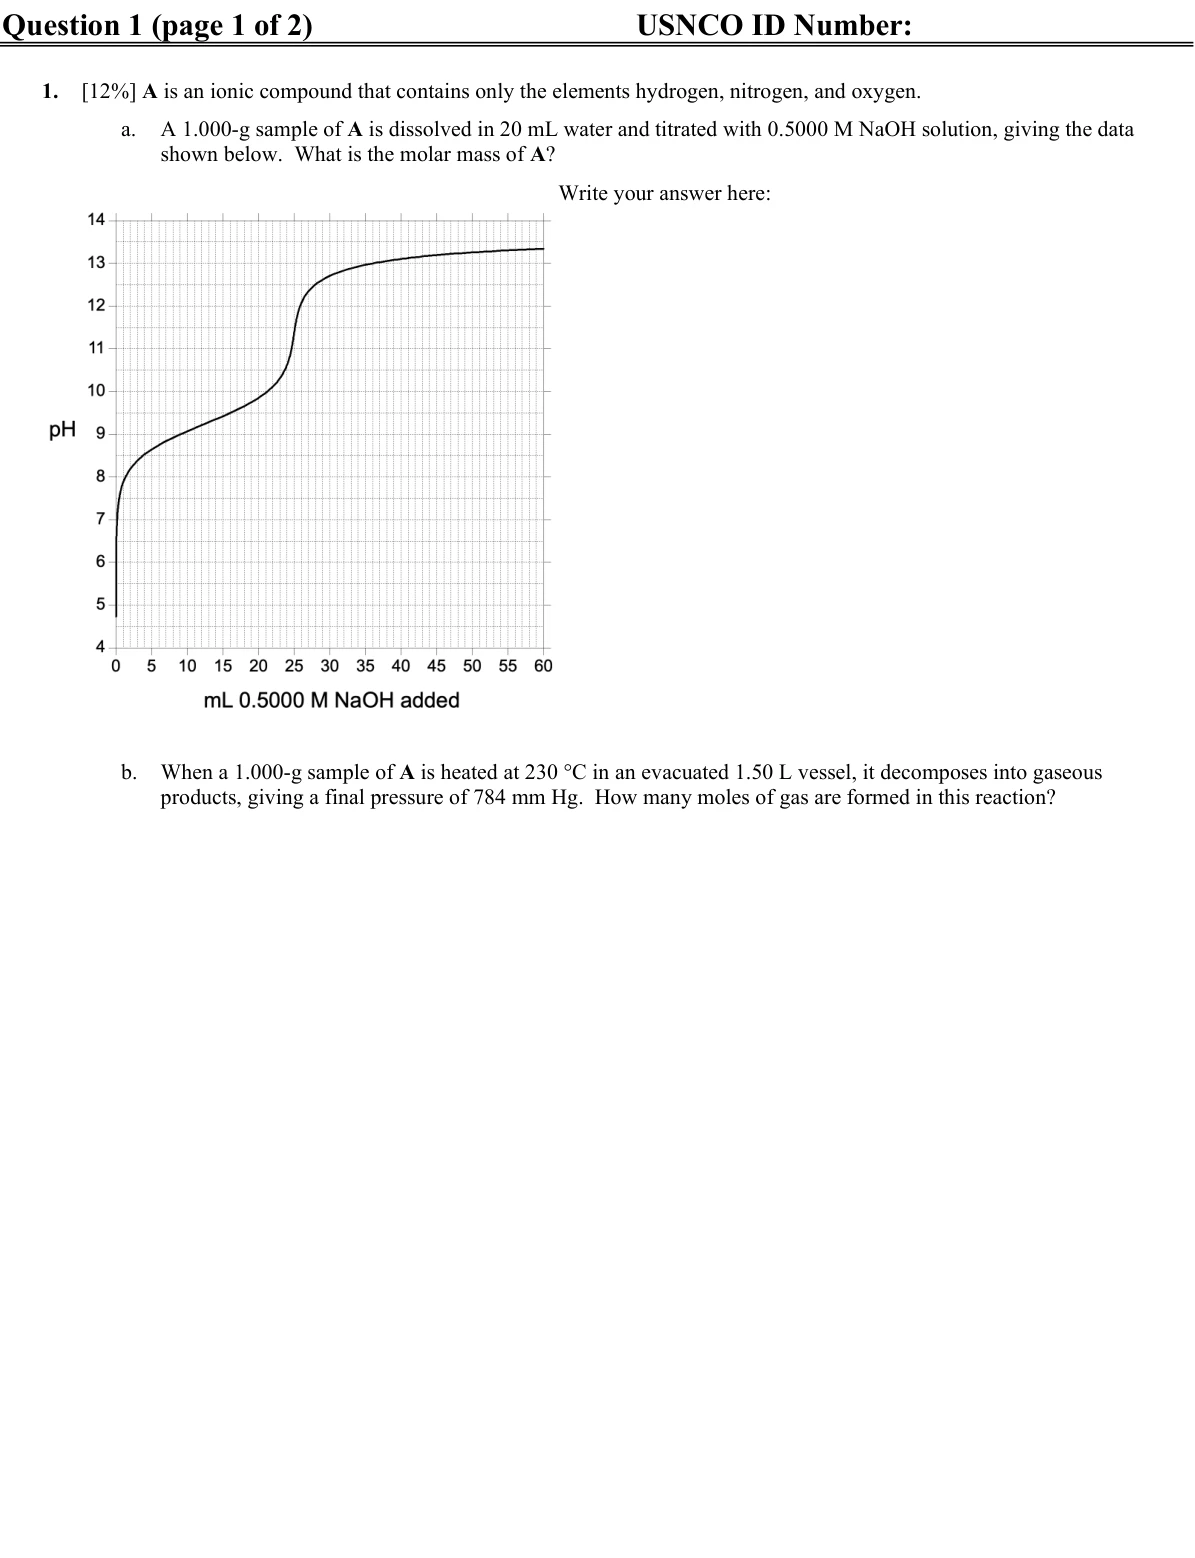 Question 1 (page 1 of 2) USNCO ID Number:
1. [12%] A is an ionic compound that contains only the elements hydrogen, nitrogen, and oxygen.
a. A 1.000-g sample of A is dissolved in 20 mL water and titrated with 0.5000 M NaOH solution, giving the data
shown below. What is the molar mass of A?
Write your answer here:
14
13
12
11
10
pH 9
8
7
6
5
4
0 5 10 15 20 25 30 35 40 45 50 55 60
mL 0.5000 M NaOH added
b. When a 1.000-g sample of A is heated at 230 °C in an evacuated 1.50 L vessel, it decomposes into gaseous
products, giving a final pressure of 784 mm Hg. How many moles of gas are formed in this reaction?